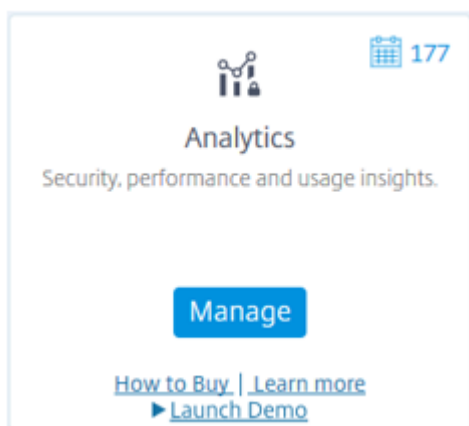 177
Analytics
Security, performance and usage insights.
Manage
How to Buy | Learn more
▶ Launch Demo